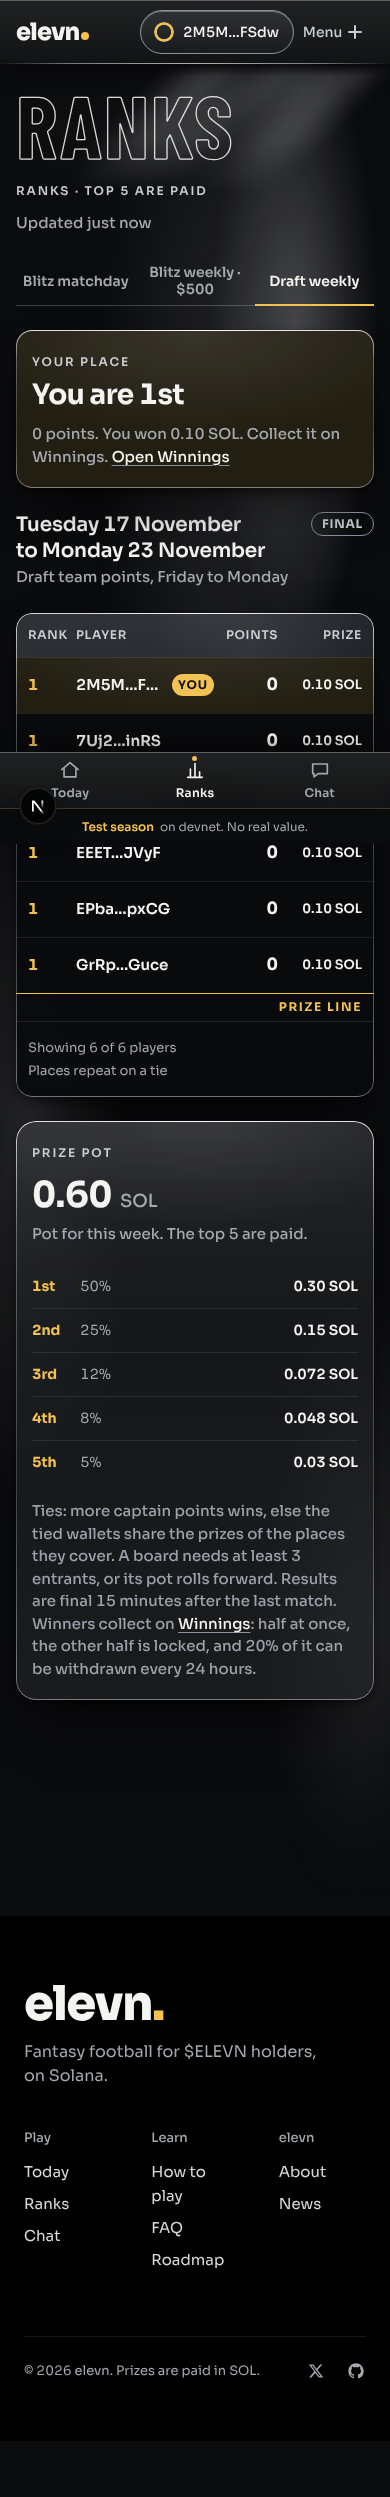 elevn.
2M5M...FSdw
Menu
RANKS
RANKS · TOP 5 ARE PAID
Updated just now
Blitz matchday
Blitz weekly ·
$500
Draft weekly
YOUR PLACE
You are 1st
0 points. You won 0.10 SOL. Collect it on
Winnings. Open Winnings
Tuesday 17 November
to Monday 23 November
FINAL
Draft team points, Friday to Monday
RANK PLAYER POINTS PRIZE
1 2M5M...F... YOU 0 0.10 SOL
1 7Uj2...inRS 0 0.10 SOL
Today
Ranks
Chat
N
Test season on devnet. No real value.
1 EEET...JVyF 0 0.10 SOL
1 EPba...pxCG 0 0.10 SOL
1 GrRp...Guce 0 0.10 SOL
PRIZE LINE
Showing 6 of 6 players
Places repeat on a tie
PRIZE POT
0.60 SOL
Pot for this week. The top 5 are paid.
1st 50% 0.30 SOL
2nd 25% 0.15 SOL
3rd 12% 0.072 SOL
4th 8% 0.048 SOL
5th 5% 0.03 SOL
Ties: more captain points wins, else the
tied wallets share the prizes of the places
they cover. A board needs at least 3
entrants, or its pot rolls forward. Results
are final 15 minutes after the last match.
Winners collect on Winnings: half at once,
the other half is locked, and 20% of it can
be withdrawn every 24 hours.
elevn.
Fantasy football for $ELEVN holders,
on Solana.
Play
Today
Ranks
Chat
Learn
How to
play
FAQ
Roadmap
elevn
About
News
© 2026 elevn. Prizes are paid in SOL.